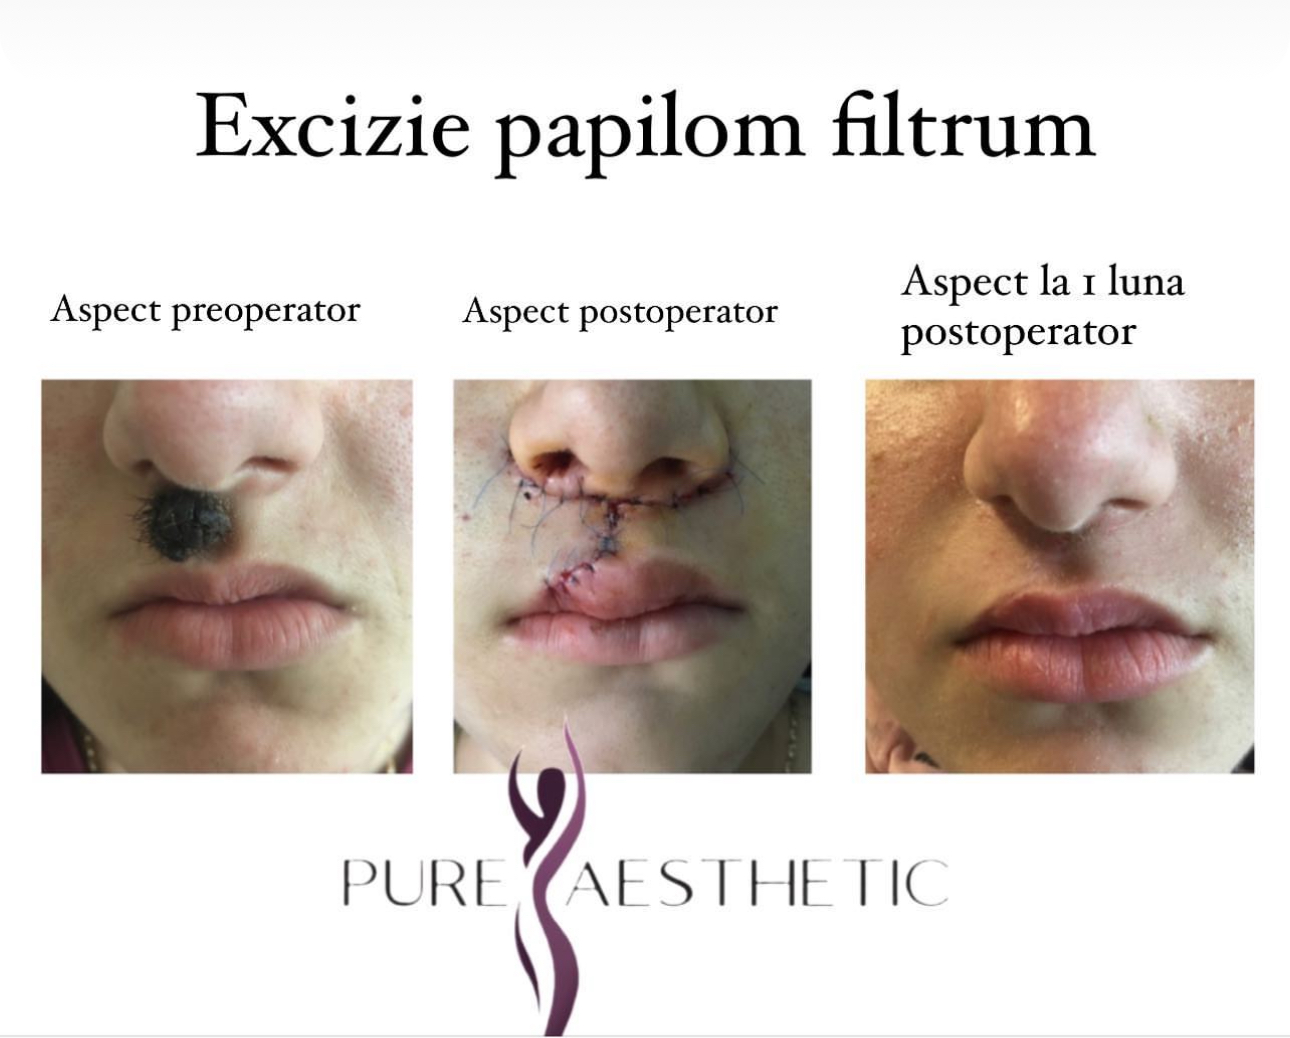 Excizie papilom filtrum
Aspect preoperator
Aspect postoperator
Aspect la 1 luna
postoperator
PURE AESTHETIC